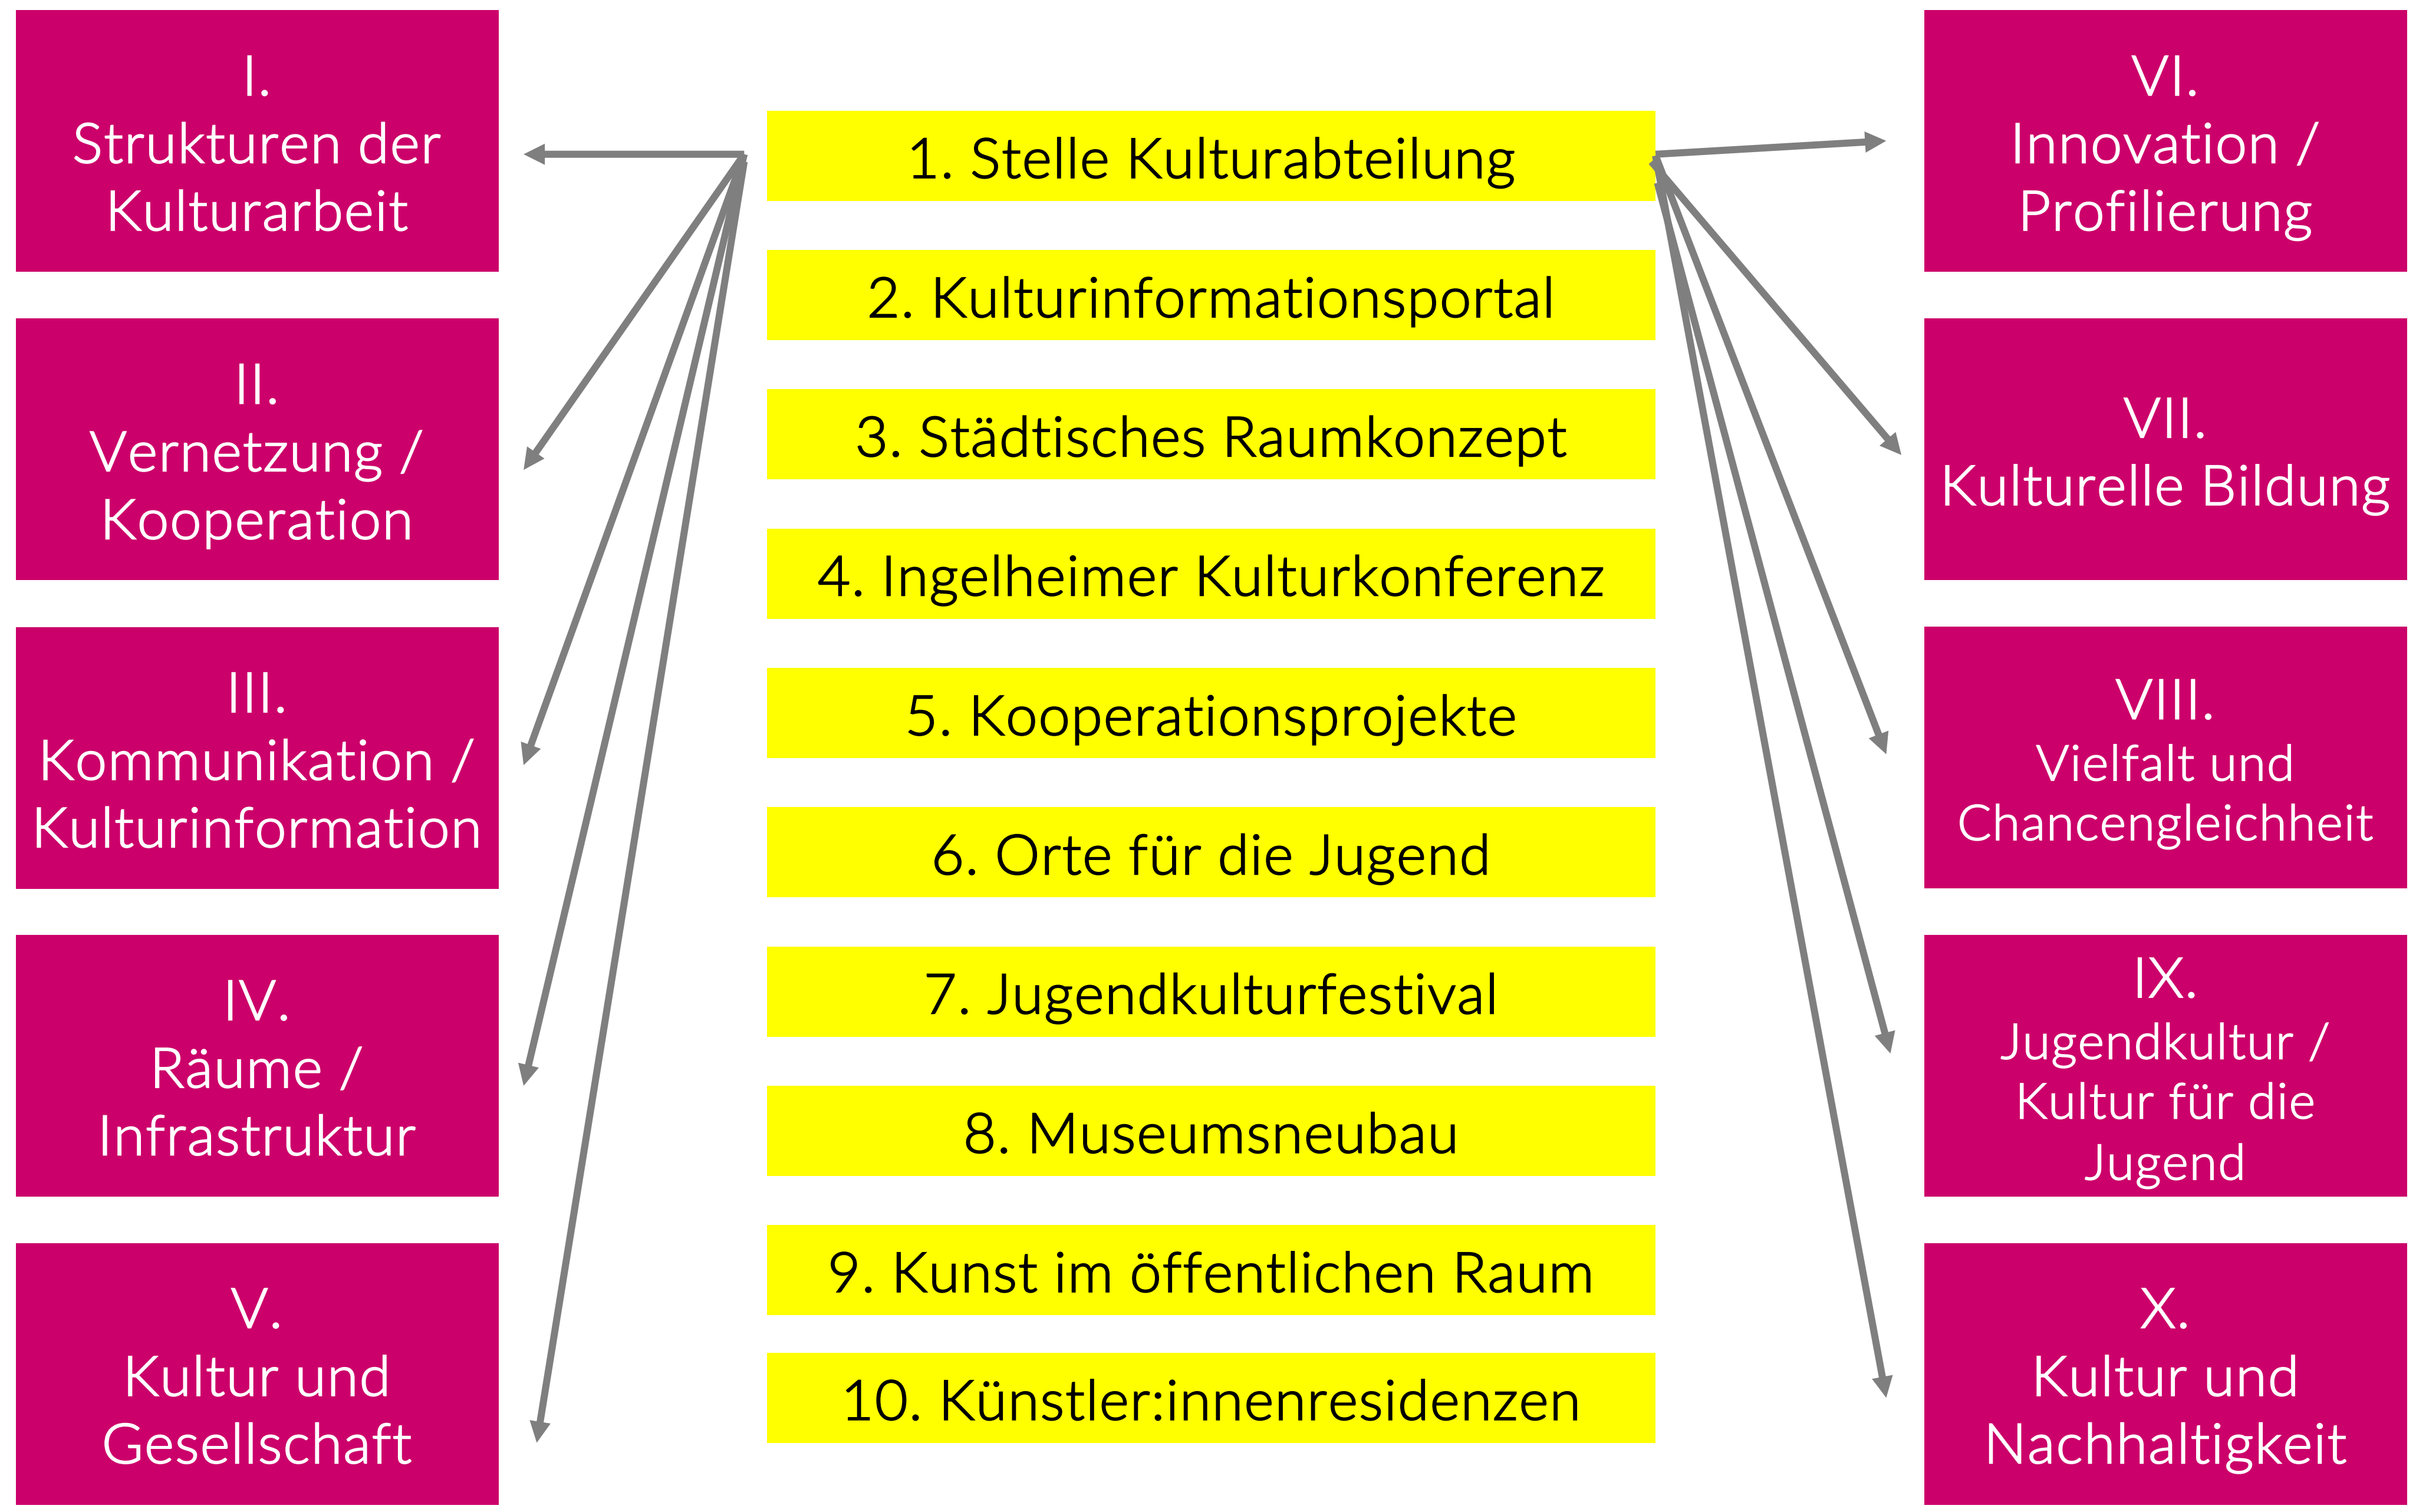 I.
Strukturen der
Kulturarbeit
II.
Vernetzung /
Kooperation
III.
Kommunikation /
Kulturinformation
IV.
Räume /
Infrastruktur
V.
Kultur und
Gesellschaft
1. Stelle Kulturabteilung
2. Kulturinformationsportal
3. Städtisches Raumkonzept
4. Ingelheimer Kulturkonferenz
5. Kooperationsprojekte
6. Orte für die Jugend
7. Jugendkulturfestival
8. Museumsneubau
9. Kunst im öffentlichen Raum
10. Künstler:innenresidenzen
VI.
Innovation /
Profilierung
VII.
Kulturelle Bildung
VIII.
Vielfalt und
Chancengleichheit
IX.
Jugendkultur /
Kultur für die
Jugend
X.
Kultur und
Nachhaltigkeit